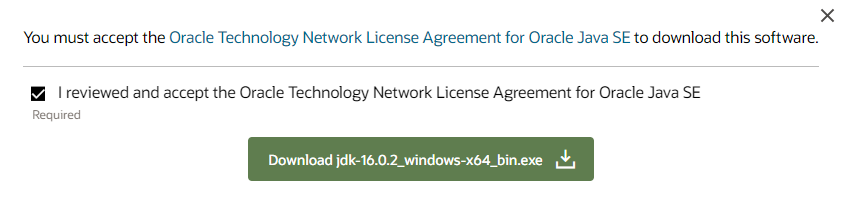 You must accept the Oracle Technology Network License Agreement for Oracle Java SE to download this software.
I reviewed and accept the Oracle Technology Network License Agreement for Oracle Java SE
Required
Download jdk-16.0.2_windows-x64_bin.exe